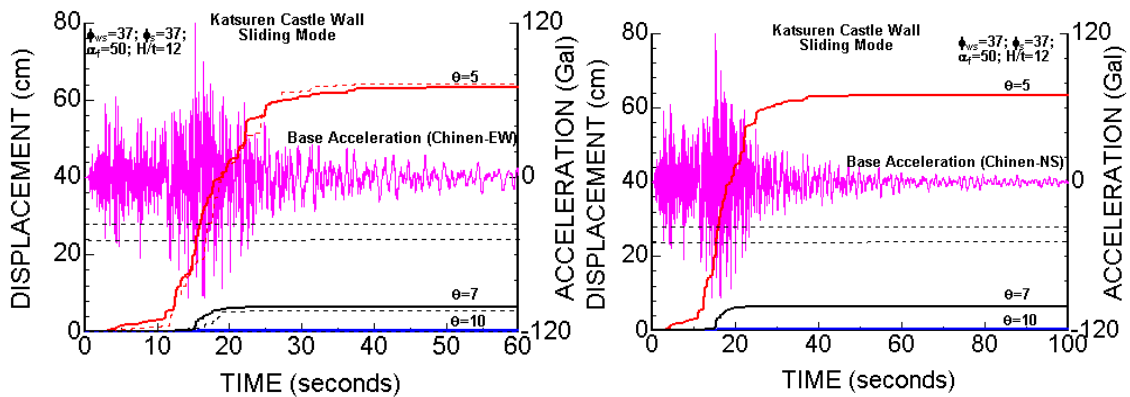 Katsuren Castle Wall
Sliding Mode
ϕws=37; ϕs=37;
αf=50; H/t=12
θ=5
Base Acceleration (Chinen-EW)
θ=7
θ=10
DISPLACEMENT (cm)
80
60
40
20
0
ACCELERATION (Gal)
120
0
-120
0 10 20 30 40 50 60
TIME (seconds)
Katsuren Castle Wall
Sliding Mode
ϕws=37; ϕs=37;
αf=50; H/t=12
θ=5
Base Acceleration (Chinen-NS)
θ=7
θ=10
DISPLACEMENT (cm)
80
60
40
20
0
ACCELERATION (Gal)
120
0
-120
0 20 40 60 80 100
TIME (seconds)